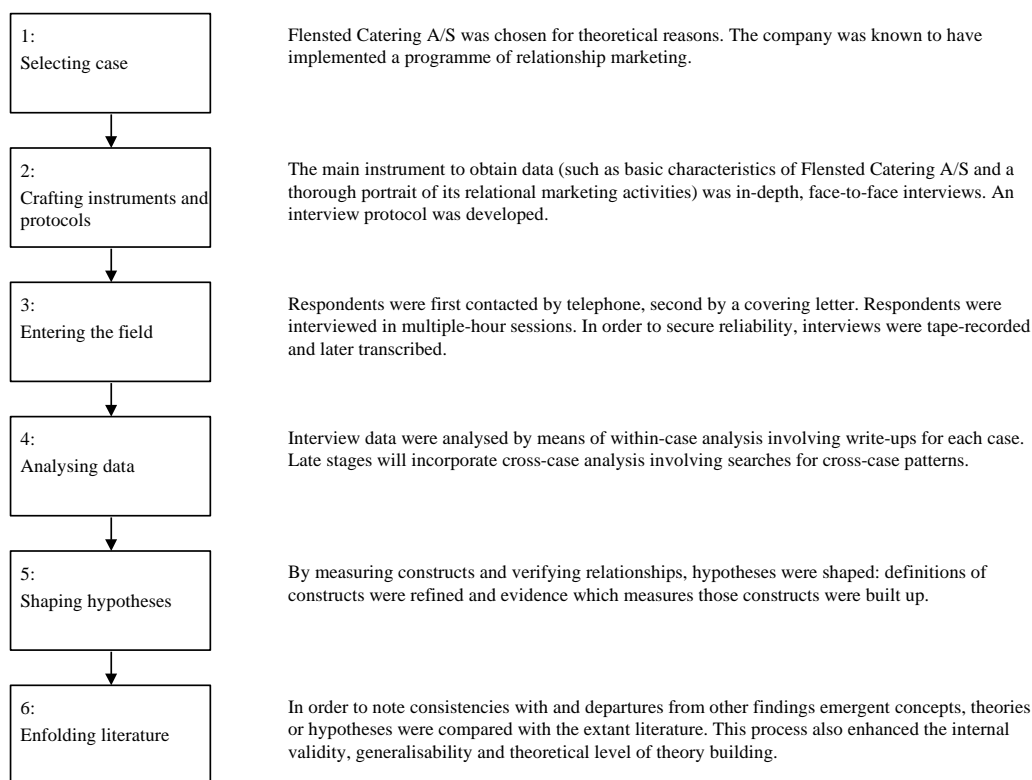 1:
Selecting case
Flensted Catering A/S was chosen for theoretical reasons. The company was known to have
implemented a programme of relationship marketing.
2:
Crafting instruments and
protocols
The main instrument to obtain data (such as basic characteristics of Flensted Catering A/S and a
thorough portrait of its relational marketing activities) was in-depth, face-to-face interviews. An
interview protocol was developed.
3:
Entering the field
Respondents were first contacted by telephone, second by a covering letter. Respondents were
interviewed in multiple-hour sessions. In order to secure reliability, interviews were tape-recorded
and later transcribed.
4:
Analysing data
Interview data were analysed by means of within-case analysis involving write-ups for each case.
Late stages will incorporate cross-case analysis involving searches for cross-case patterns.
5:
Shaping hypotheses
By measuring constructs and verifying relationships, hypotheses were shaped: definitions of
constructs were refined and evidence which measures those constructs were built up.
6:
Enfolding literature
In order to note consistencies with and departures from other findings emergent concepts, theories
or hypotheses were compared with the extant literature. This process also enhanced the internal
validity, generalisability and theoretical level of theory building.